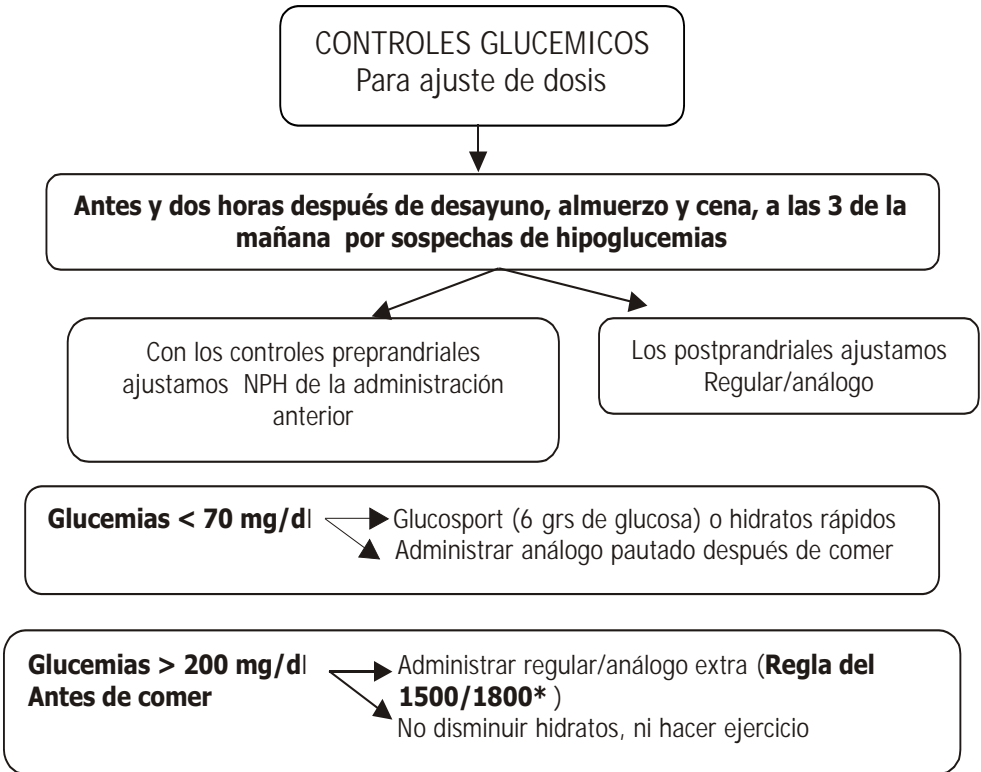 CONTROLES GLUCEMICOS
Para ajuste de dosis
Antes y dos horas después de desayuno, almuerzo y cena, a las 3 de la
mañana por sospechas de hipoglucemias
Con los controles preprandriales
ajustamos NPH de la administración
anterior
Los postprandriales ajustamos
Regular/análogo
Glucemias < 70 mg/dl
Glucosport (6 grs de glucosa) o hidratos rápidos
Administrar análogo pautado después de comer
Glucemias > 200 mg/dl
Antes de comer
Administrar regular/análogo extra (Regla del
1500/1800* )
No disminuir hidratos, ni hacer ejercicio